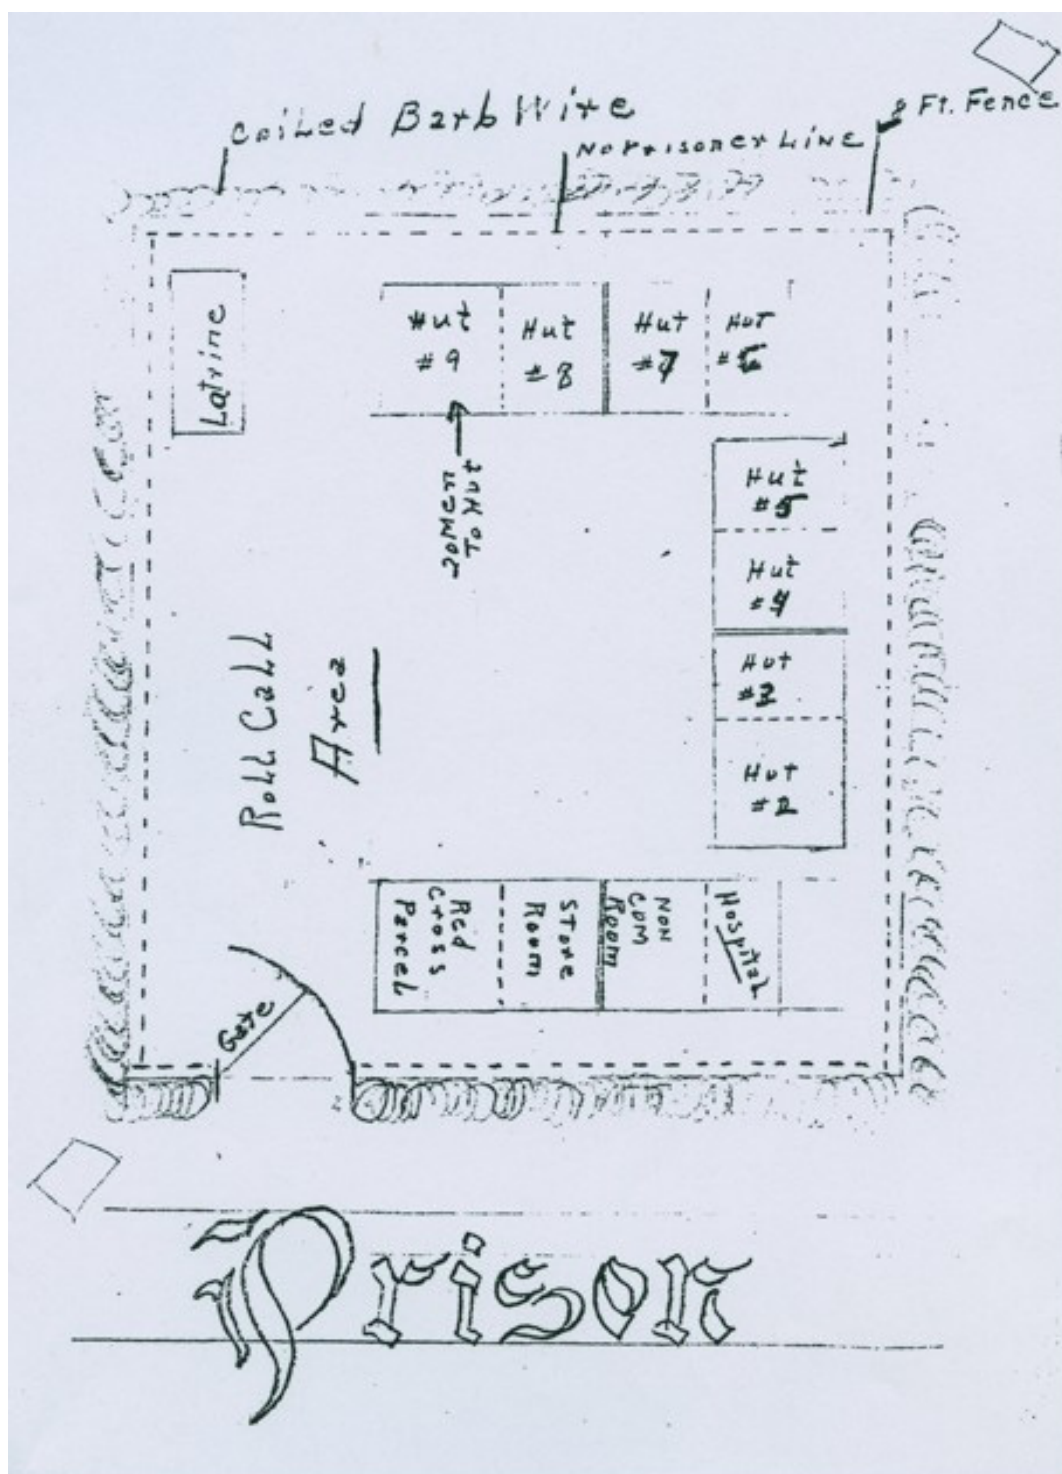 Coiled Barb Wire
8 Ft. Fence
No Prisoner Line
Latrine
Hut
#9
Hut
#8
Hut
#7
Hut
#6
20 Men
To Hut
Hut
#5
Hut
#4
Hut
#3
Hut
#2
Roll Call
Area
Red
Cross
Parcel
Store
Room
Non
Com
Room
Hospital
Gate
Prison